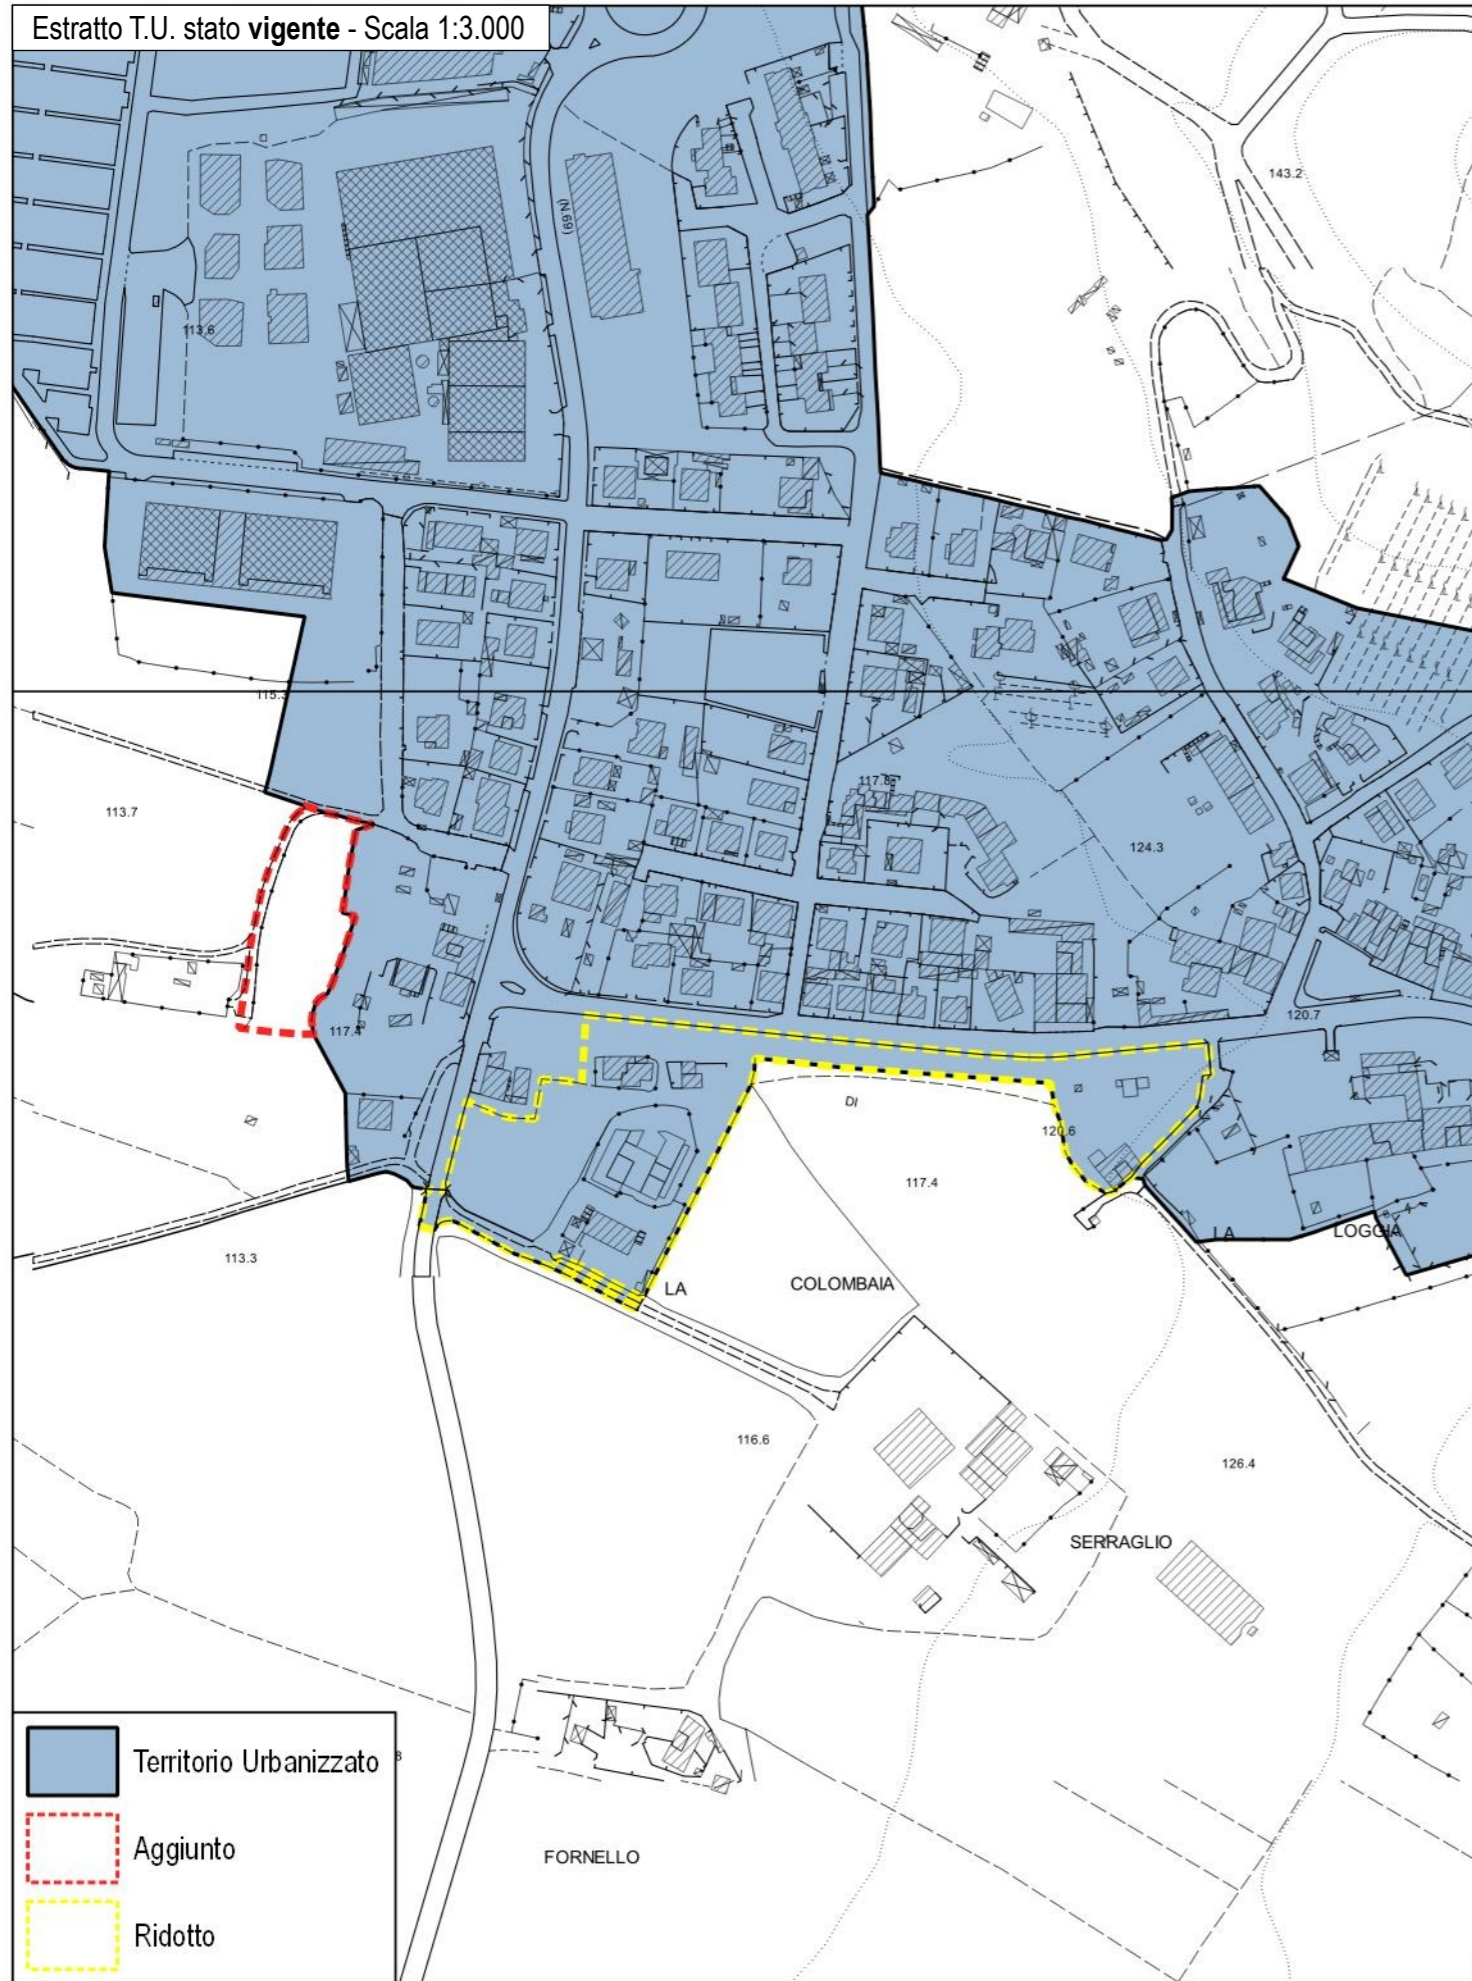 Estratto T.U. stato vigente - Scala 1:3.000
143.2
(N 69)
113.6
115.3
113.7
117.8
124.3
117.4
120.7
DI
120.6
117.4
113.3
LA
LOGGIA
LA
COLOMBAIA
116.6
126.4
SERRAGLIO
Territorio Urbanizzato
8
Aggiunto
FORNELLO
Ridotto